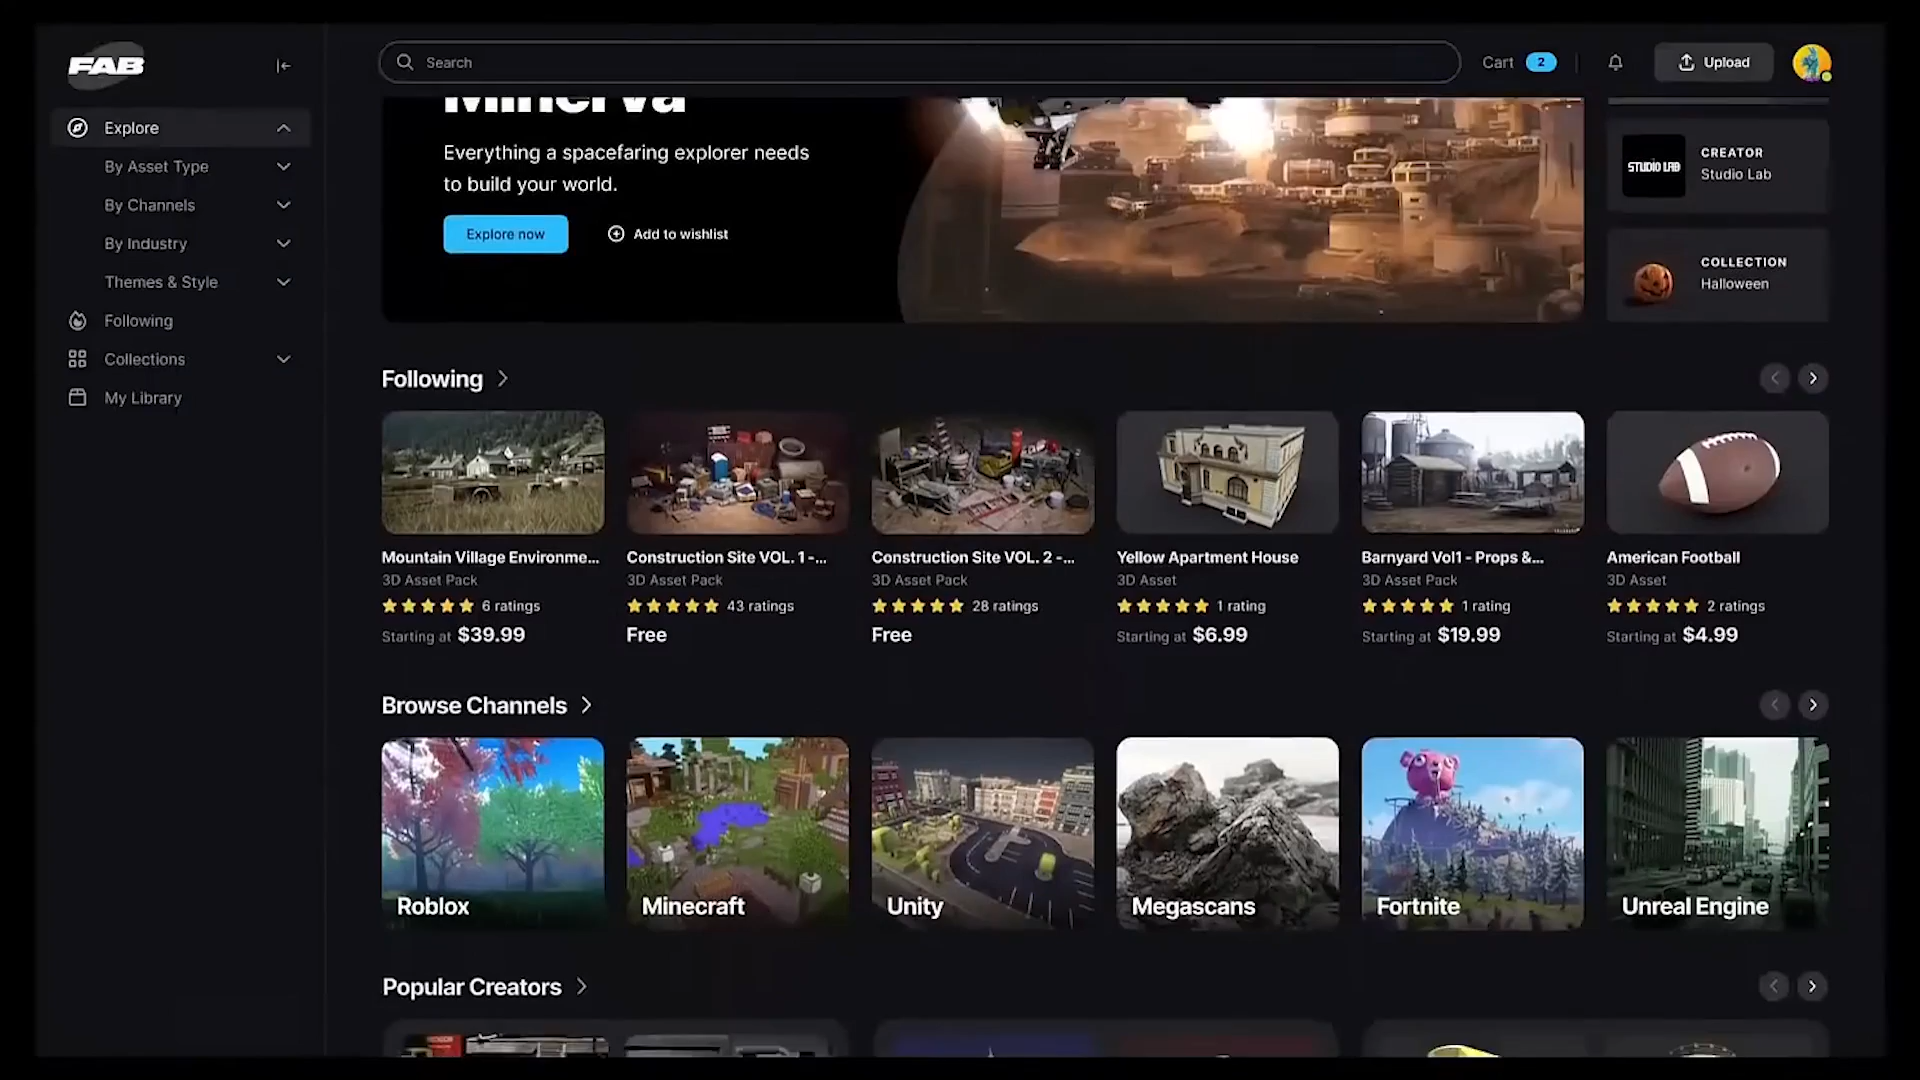 FAB
Search
Cart 2
Upload
Explore
By Asset Type
By Channels
By Industry
Themes & Style
Following
Collections
My Library
Minerva
Everything a spacefaring explorer needs
to build your world.
Explore now
Add to wishlist
STUDIO LAB
CREATOR
Studio Lab
COLLECTION
Halloween
Following
Mountain Village Environme...
3D Asset Pack
6 ratings
Starting at $39.99
Construction Site VOL. 1 -...
3D Asset Pack
43 ratings
Free
Construction Site VOL. 2 -...
3D Asset Pack
28 ratings
Free
Yellow Apartment House
3D Asset
1 rating
Starting at $6.99
Barnyard Vol1 - Props &...
3D Asset Pack
1 rating
Starting at $19.99
American Football
3D Asset
2 ratings
Starting at $4.99
Browse Channels
Roblox
Minecraft
Unity
Megascans
Fortnite
Unreal Engine
Popular Creators